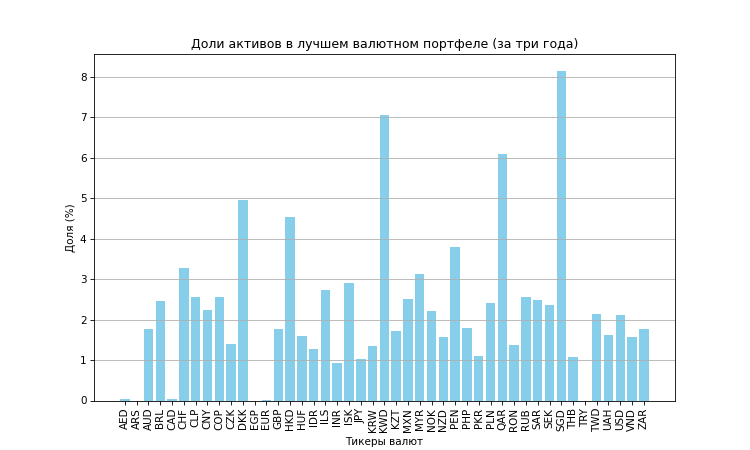 Доли активов в лучшем валютном портфеле (за три года)
Доля (%)
8
7
6
5
4
3
2
1
0
AED ARS AUD BRL CAD CHF CLP CNY COP CZK DKK EGP EUR GBP HKD HUF IDR ILS INR ISK JPY KRW KWD KZT MXN MYR NOK NZD PEN PHP PKR PLN QAR RON RUB SAR SEK SGD THB TRY TWD UAH USD VND ZAR
Тикеры валют